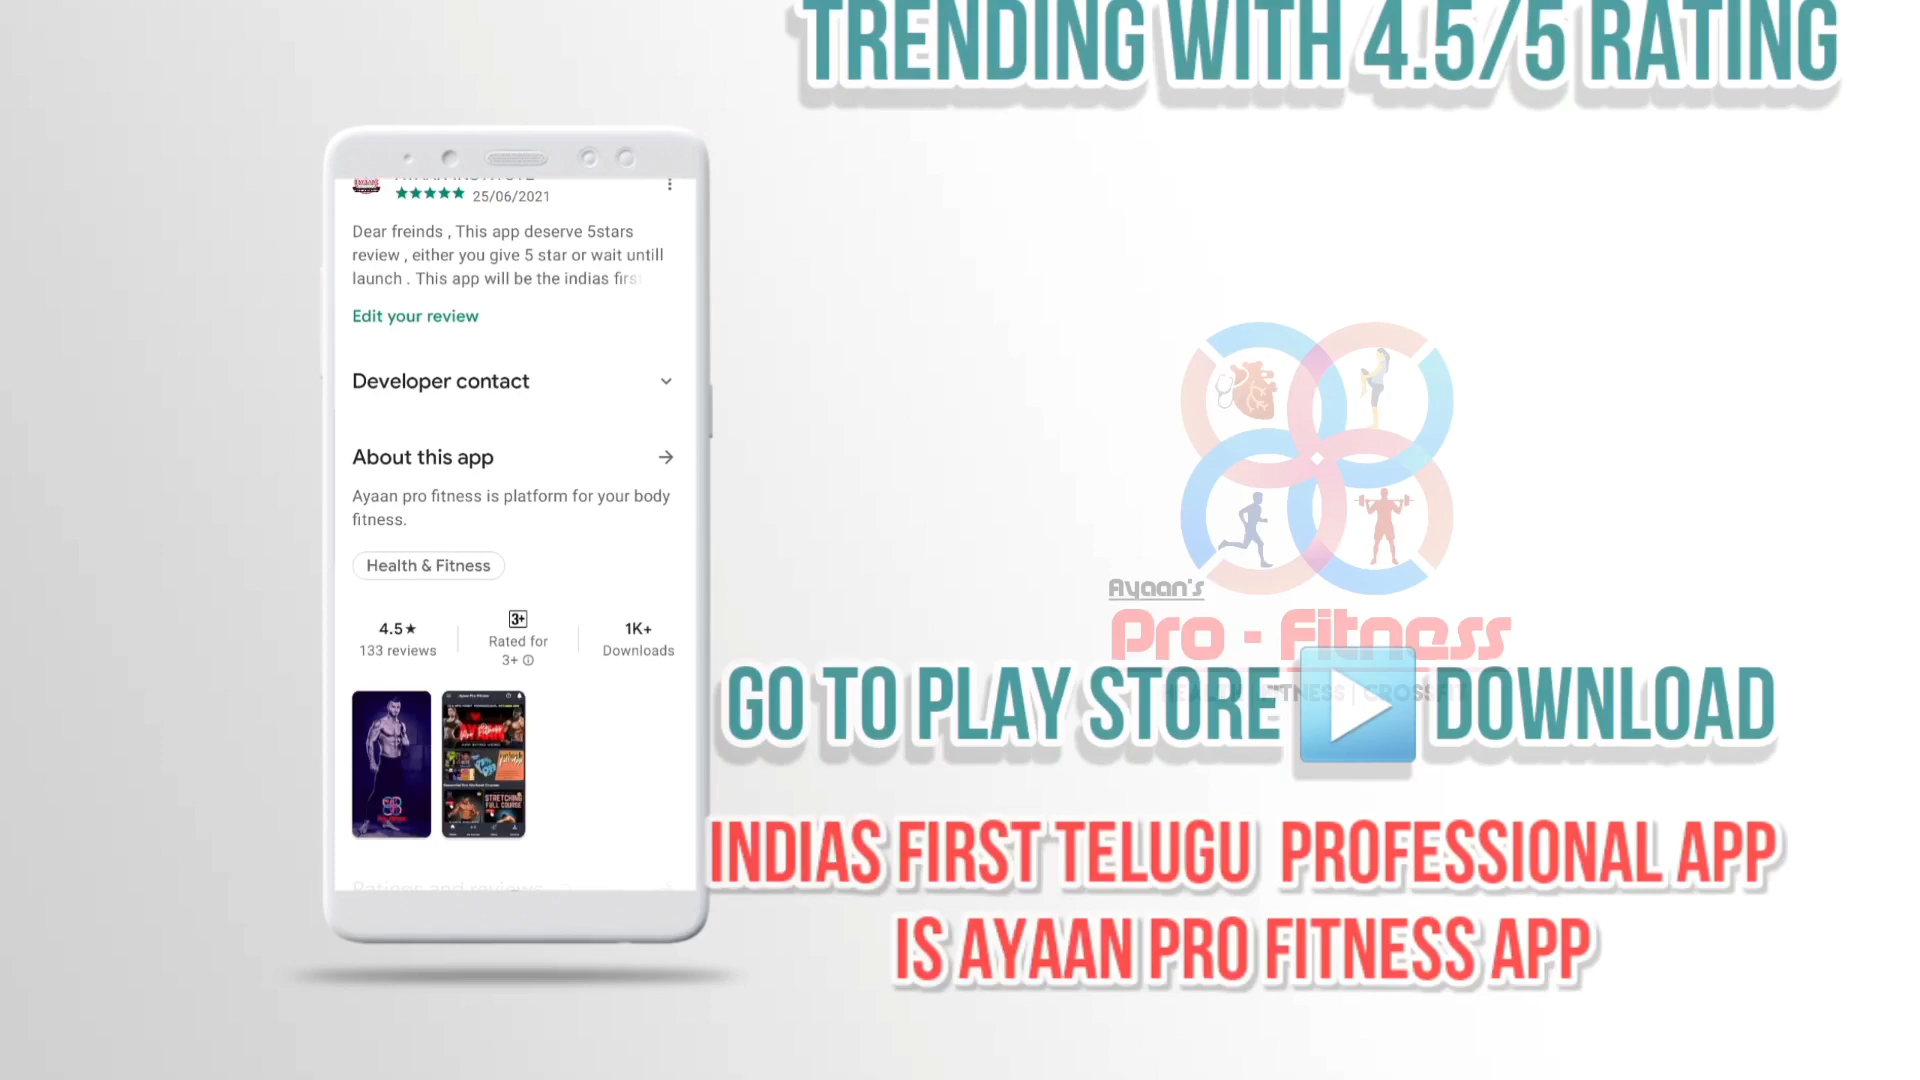 TRENDING WITH 4.5/5 RATING
25/06/2021
Dear freinds , This app deserve 5stars
review , either you give 5 star or wait untill
launch . This app will be the indias first
Edit your review
Developer contact
About this app
Ayaan pro fitness is platform for your body
fitness.
Health & Fitness
4.5★
133 reviews
3+
Rated for
3+
1K+
Downloads
Ayaan's
Pro - Fitness
GO TO PLAY STORE ▶ DOWNLOAD
INDIAS FIRST TELUGU PROFESSIONAL APP
IS AYAAN PRO FITNESS APP
Ratings and reviews